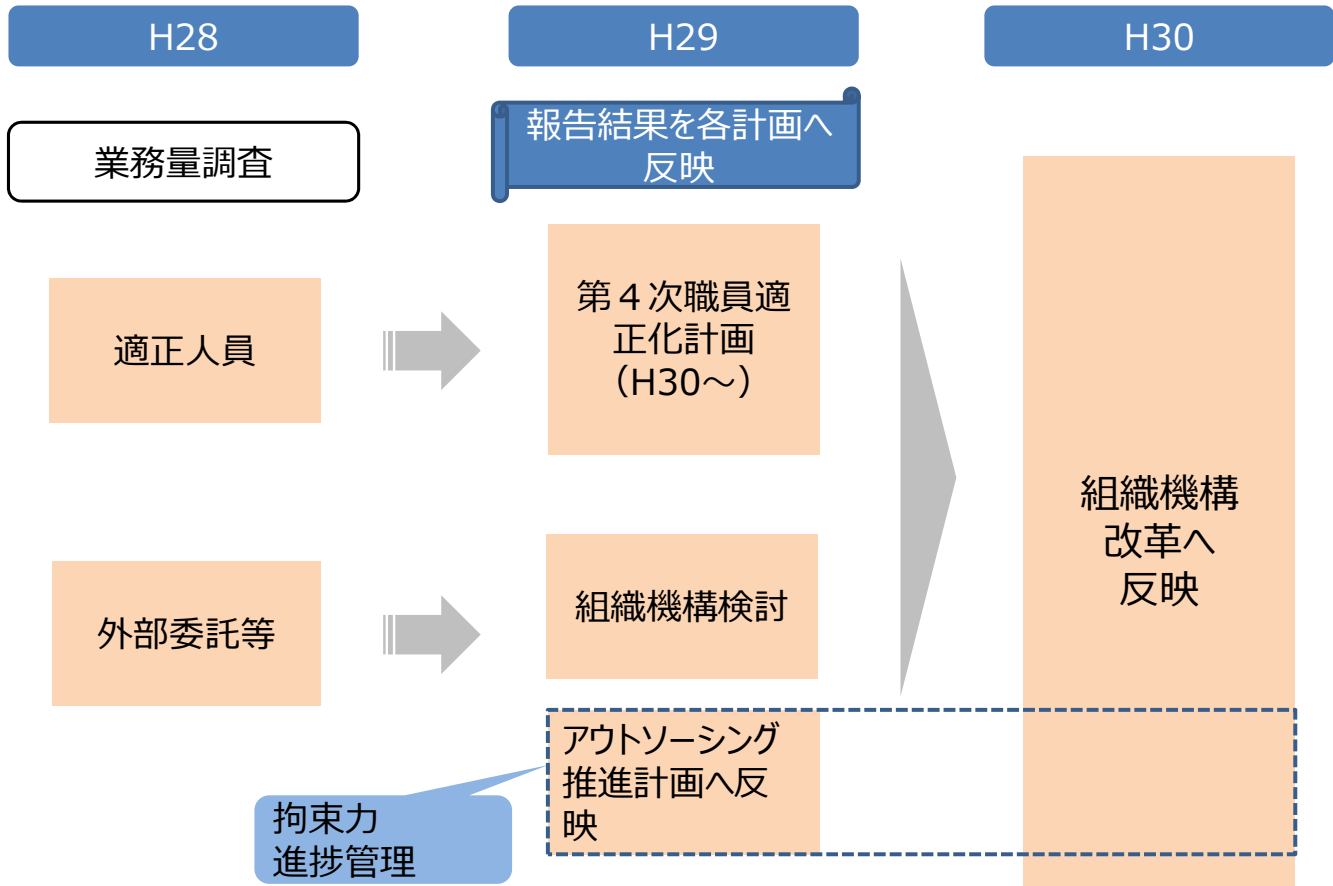 H28
H29
H30
業務量調査
報告結果を各計画へ
反映
適正人員
第４次職員適
正化計画
（H30～）
外部委託等
組織機構検討
アウトソーシング
推進計画へ反
映
拘束力
進捗管理
組織機構
改革へ
反映